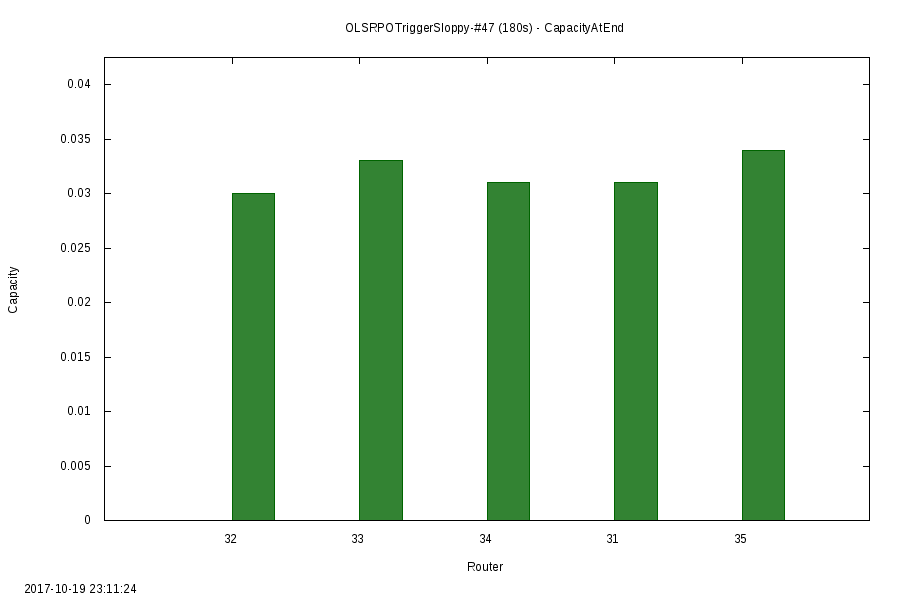 OLSRPOTriggerSloppy-#47 (180s) - CapacityAtEnd
0.04
0.035
0.03
0.025
0.02
0.015
0.01
0.005
0
Capacity
32 33 34 31 35
Router
2017-10-19 23:11:24